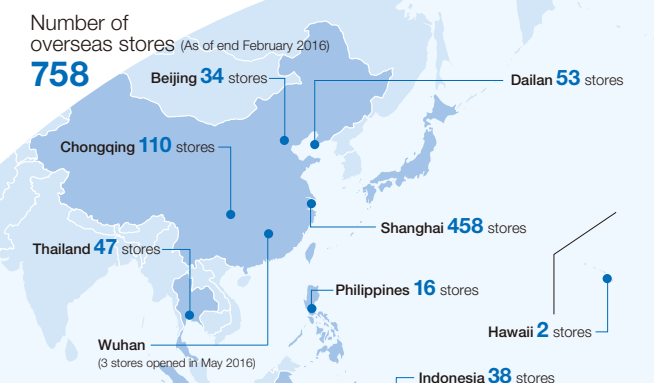 Number of
overseas stores (As of end February 2016)
758
Beijing 34 stores
Dailan 53 stores
Chongqing 110 stores
Shanghai 458 stores
Thailand 47 stores
Philippines 16 stores
Hawaii 2 stores
Wuhan
(3 stores opened in May 2016)
Indonesia 38 stores